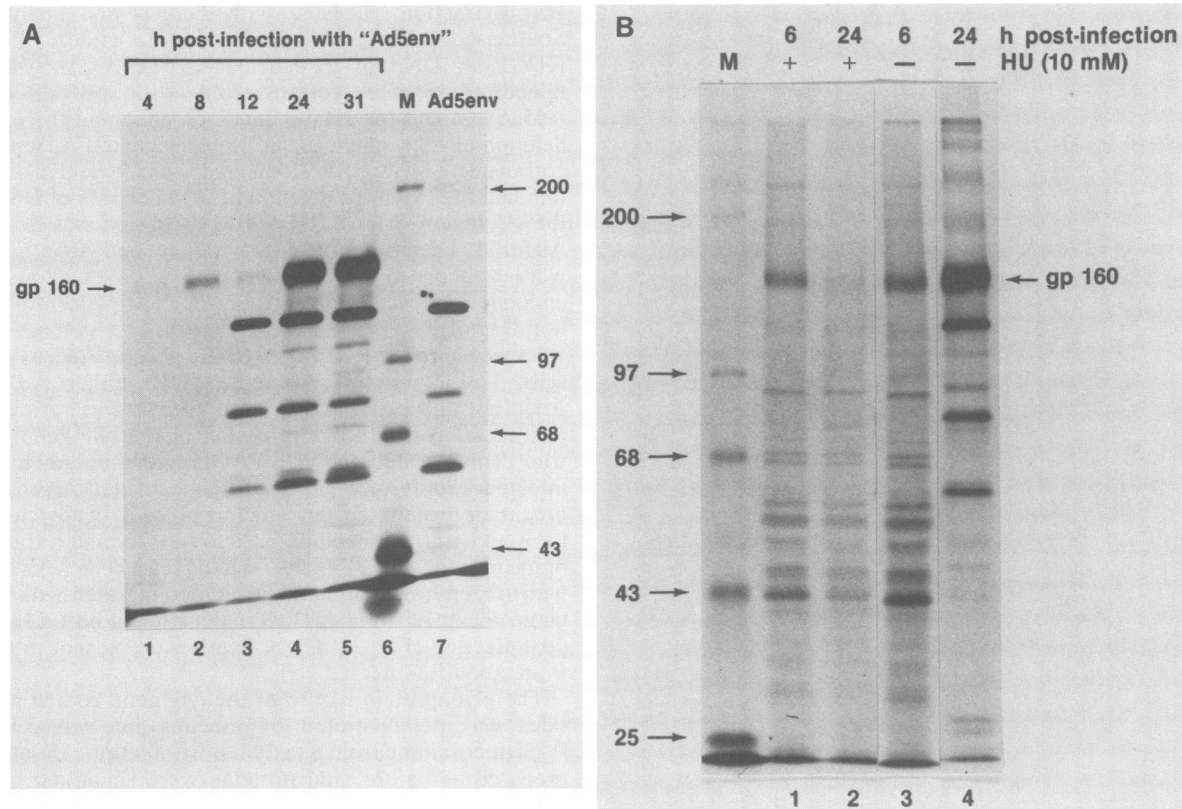 A
h post-infection with “Ad5env”
4 8 12 24 31 M Ad5env
200
gp 160
97
68
43
1 2 3 4 5 6 7
B
6 24 6 24 h post-infection
M + + – – HU (10 mM)
200
gp 160
97
68
43
25
1 2 3 4